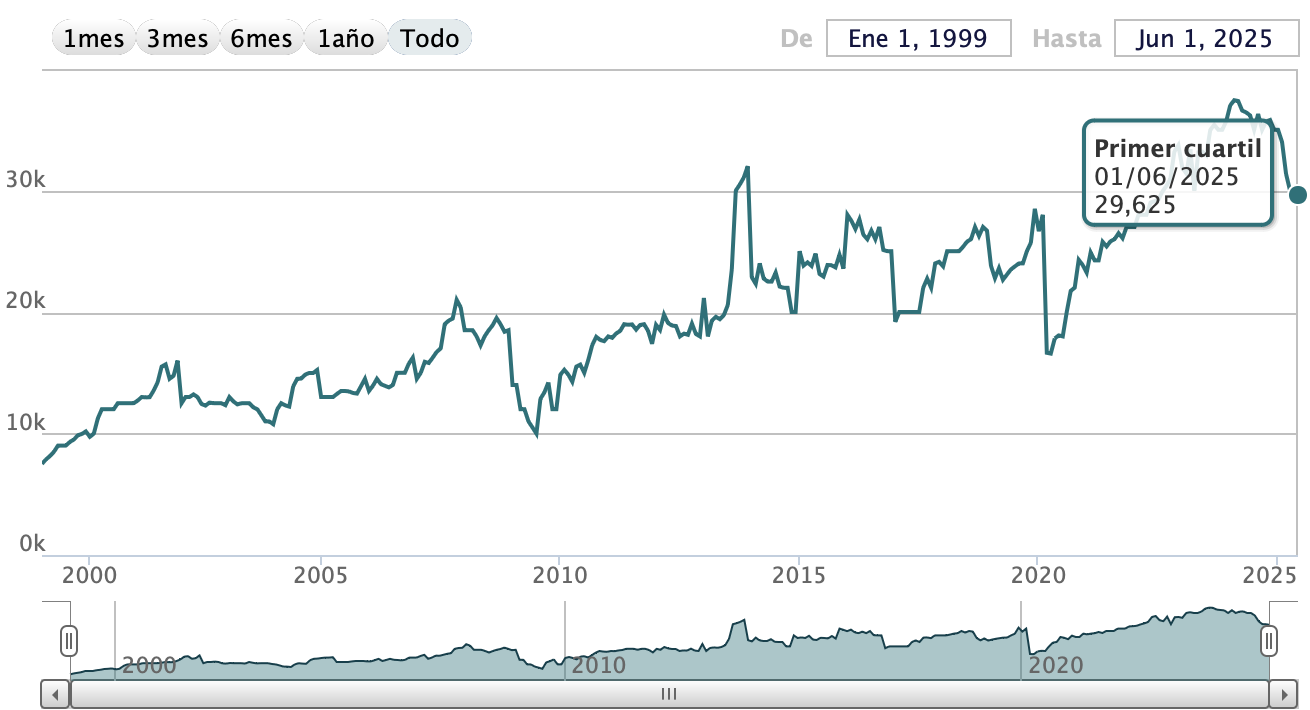 1mes 3mes 6mes 1año Todo De Ene 1, 1999 Hasta Jun 1, 2025
Primer cuartil
01/06/2025
29,625
30k
20k
10k
0k
2000 2005 2010 2015 2020 2025
2000 2010 2020